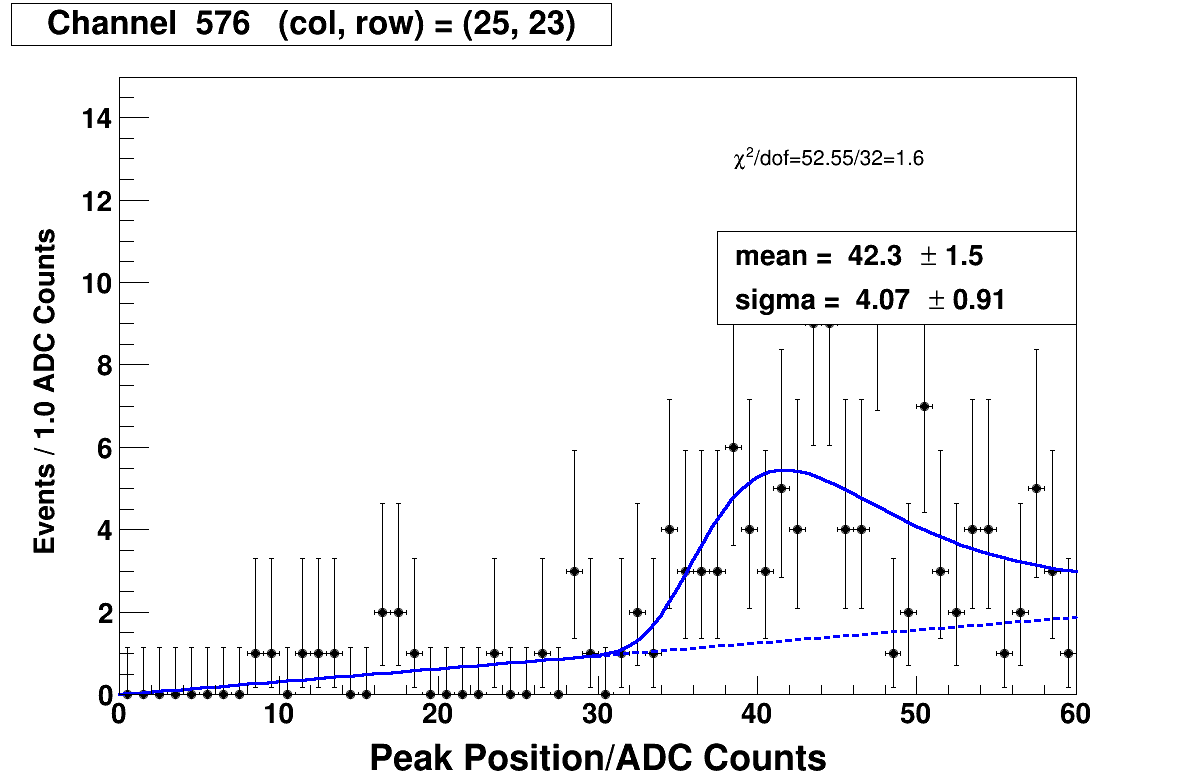 Channel 576 (col, row) = (25, 23)
14
12
10
8
6
4
2
0
Events / 1.0 ADC Counts
χ²/dof=52.55/32=1.6
mean = 42.3 ± 1.5
sigma = 4.07 ± 0.91
0 10 20 30 40 50 60
Peak Position/ADC Counts